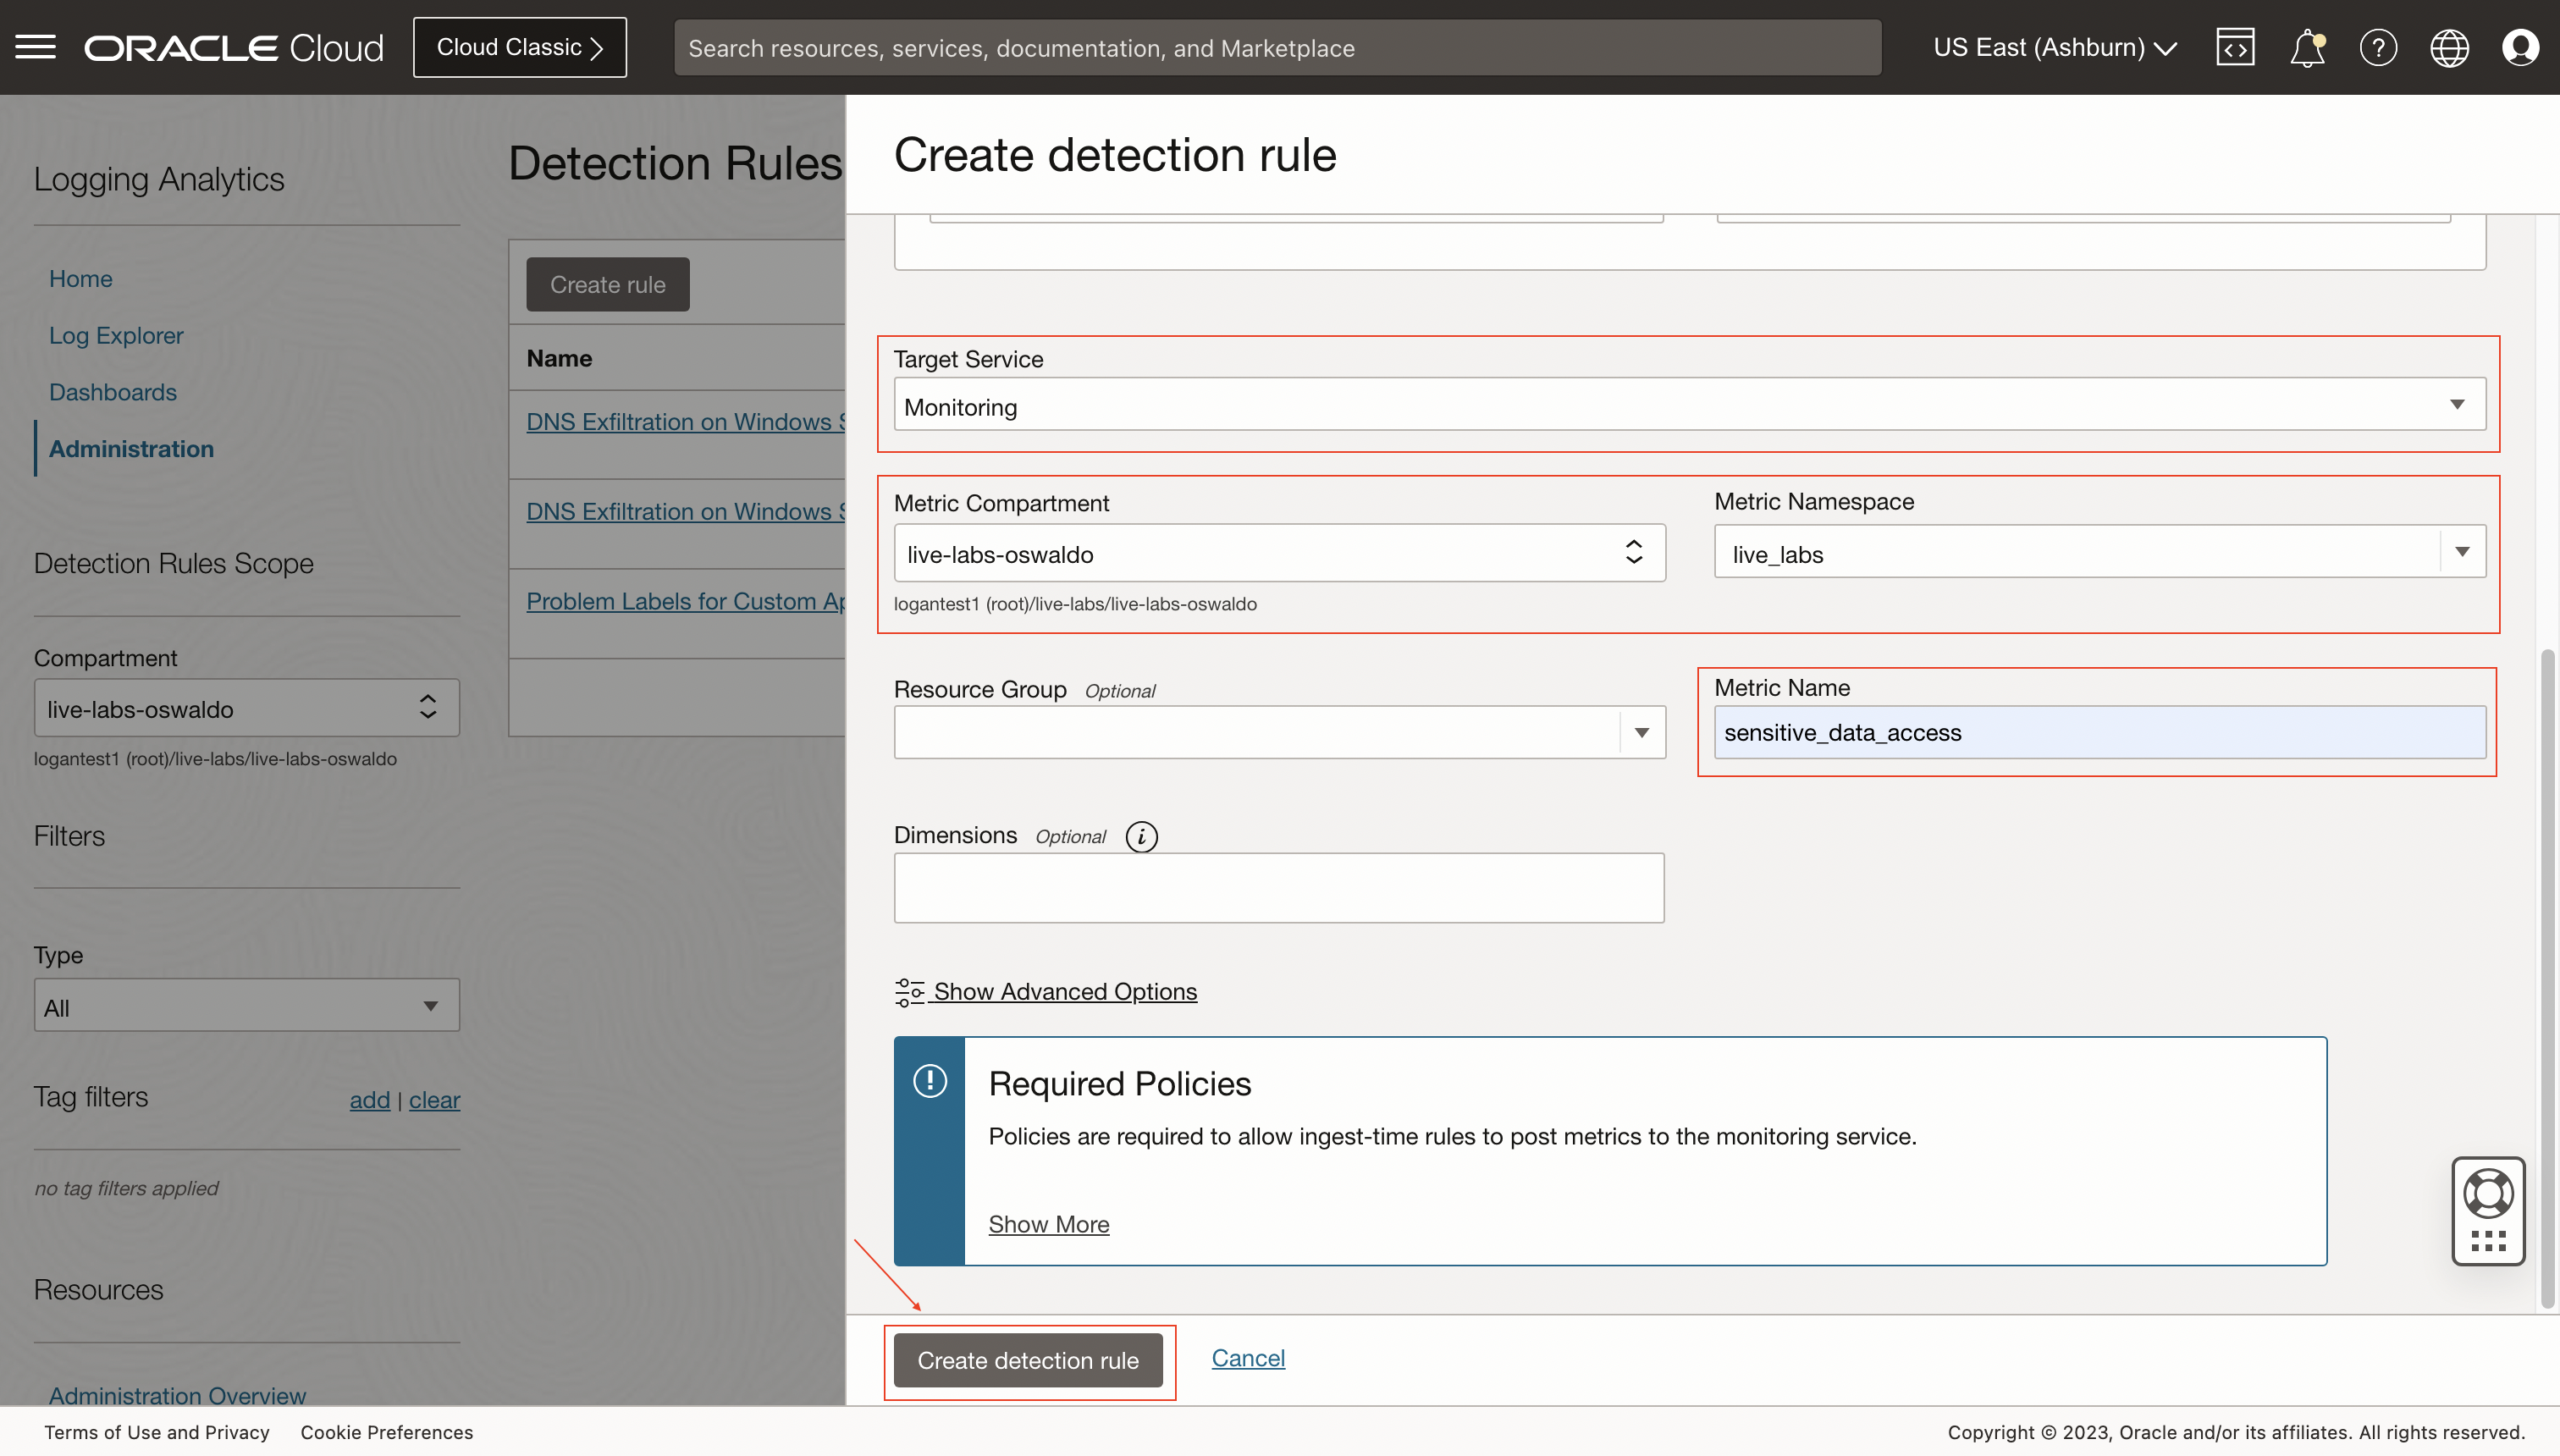 ORACLE Cloud
Cloud Classic
Search resources, services, documentation, and Marketplace
US East (Ashburn)
Logging Analytics
Home
Log Explorer
Dashboards
Administration
Detection Rules Scope
Compartment
live-labs-oswaldo
logantest1 (root)/live-labs/live-labs-oswaldo
Filters
Type
All
Tag filters
add | clear
no tag filters applied
Resources
Administration Overview
Detection Rules
Create rule
Name
DNS Exfiltration on Windows
DNS Exfiltration on Windows
Problem Labels for Custom
Create detection rule
Target Service
Monitoring
Metric Compartment
live-labs-oswaldo
logantest1 (root)/live-labs/live-labs-oswaldo
Metric Namespace
live_labs
Resource Group Optional
Metric Name
sensitive_data_access
Dimensions Optional
Show Advanced Options
Required Policies
Policies are required to allow ingest-time rules to post metrics to the monitoring service.
Show More
Create detection rule
Cancel
Terms of Use and Privacy
Cookie Preferences
Copyright © 2023, Oracle and/or its affiliates. All rights reserved.